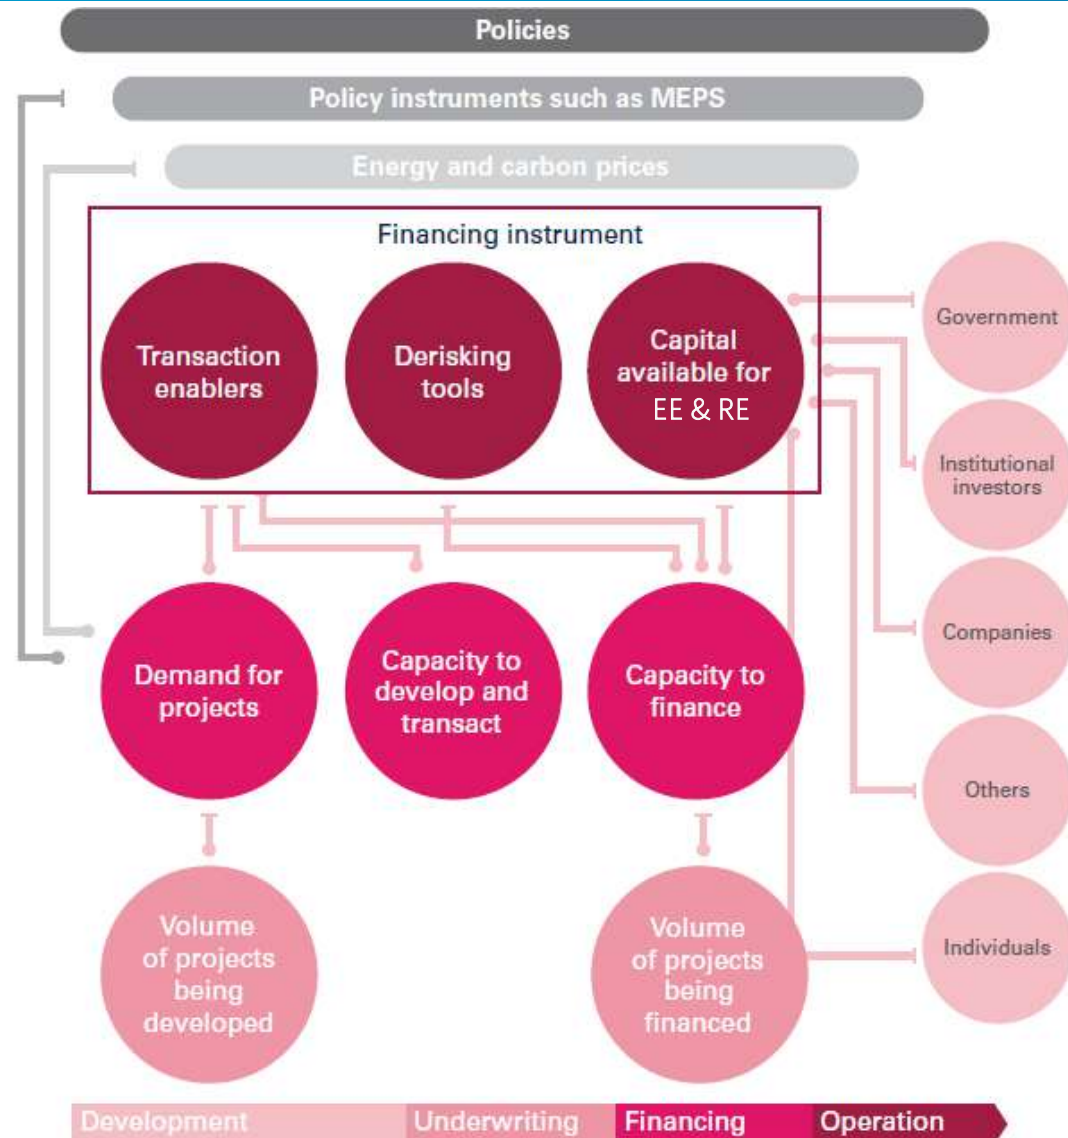 Policies
Policy instruments such as MEPS
Energy and carbon prices
Financing instrument
Transaction
enablers
Derisking
tools
Capital
available for
EE & RE
Government
Institutional
investors
Companies
Others
Individuals
Demand for
projects
Capacity to
develop and
transact
Capacity to
finance
Volume
of projects
being
developed
Volume
of projects
being
financed
Development
Underwriting
Financing
Operation